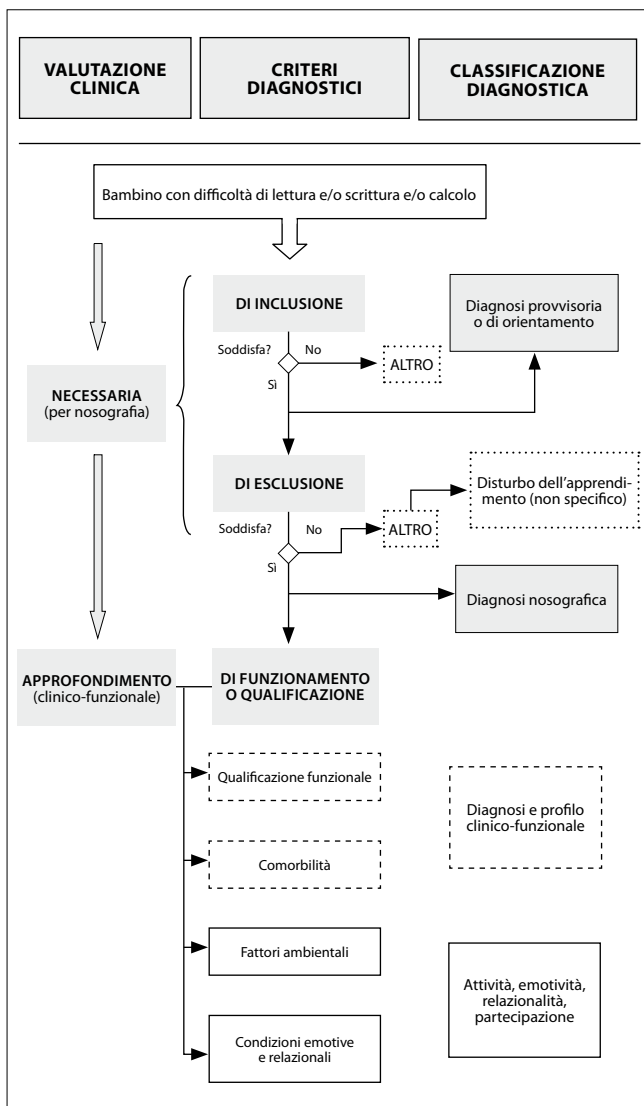 VALUTAZIONE
CLINICA
CRITERI
DIAGNOSTICI
CLASSIFICAZIONE
DIAGNOSTICA
Bambino con difficoltà di lettura e/o scrittura e/o calcolo
DI INCLUSIONE
Diagnosi provvisoria
o di orientamento
Soddisfa?
No
ALTRO
Sì
NECESSARIA
(per nosografia)
DI ESCLUSIONE
Disturbo dell’apprendi-
mento (non specifico)
Soddisfa?
No
ALTRO
Sì
Diagnosi nosografica
APPROFONDIMENTO
(clinico-funzionale)
DI FUNZIONAMENTO
O QUALIFICAZIONE
Qualificazione funzionale
Diagnosi e profilo
clinico-funzionale
Comorbilità
Fattori ambientali
Attività, emotività,
relazionalità,
partecipazione
Condizioni emotive
e relazionali